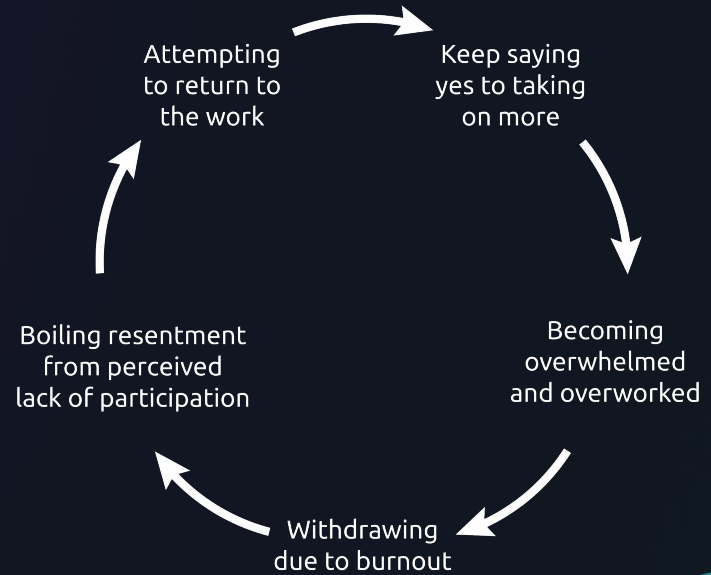 Attempting
to return to
the work
Keep saying
yes to taking
on more
Becoming
overwhelmed
and overworked
Withdrawing
due to burnout
Boiling resentment
from perceived
lack of participation